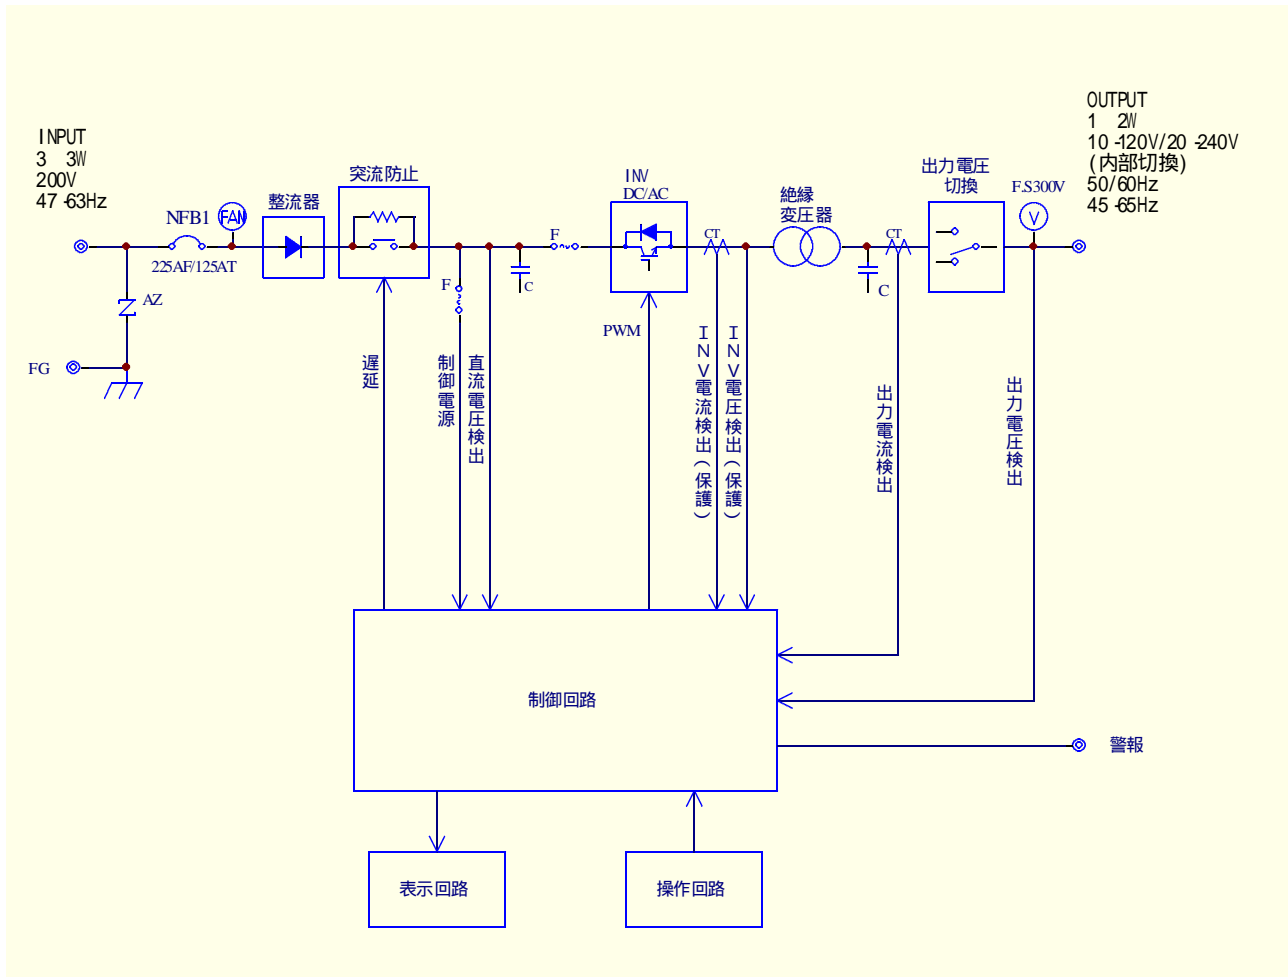 INPUT
3 3W
200V
47-63Hz
NFB1
FAN
225AF/125AT
AZ
FG
整流器
突流防止
F
F
C
INV
DC/AC
CT
絶縁
変圧器
CT
C
出力電圧
切換
F.S300V
V
OUTPUT
1 2W
10-120V/20-240V
(内部切換)
50/60Hz
45-65Hz
遅延
制御電源
直流電圧検出
PWM
INV電流検出(保護)
INV電圧検出(保護)
出力電流検出
出力電圧検出
制御回路
警報
表示回路
操作回路